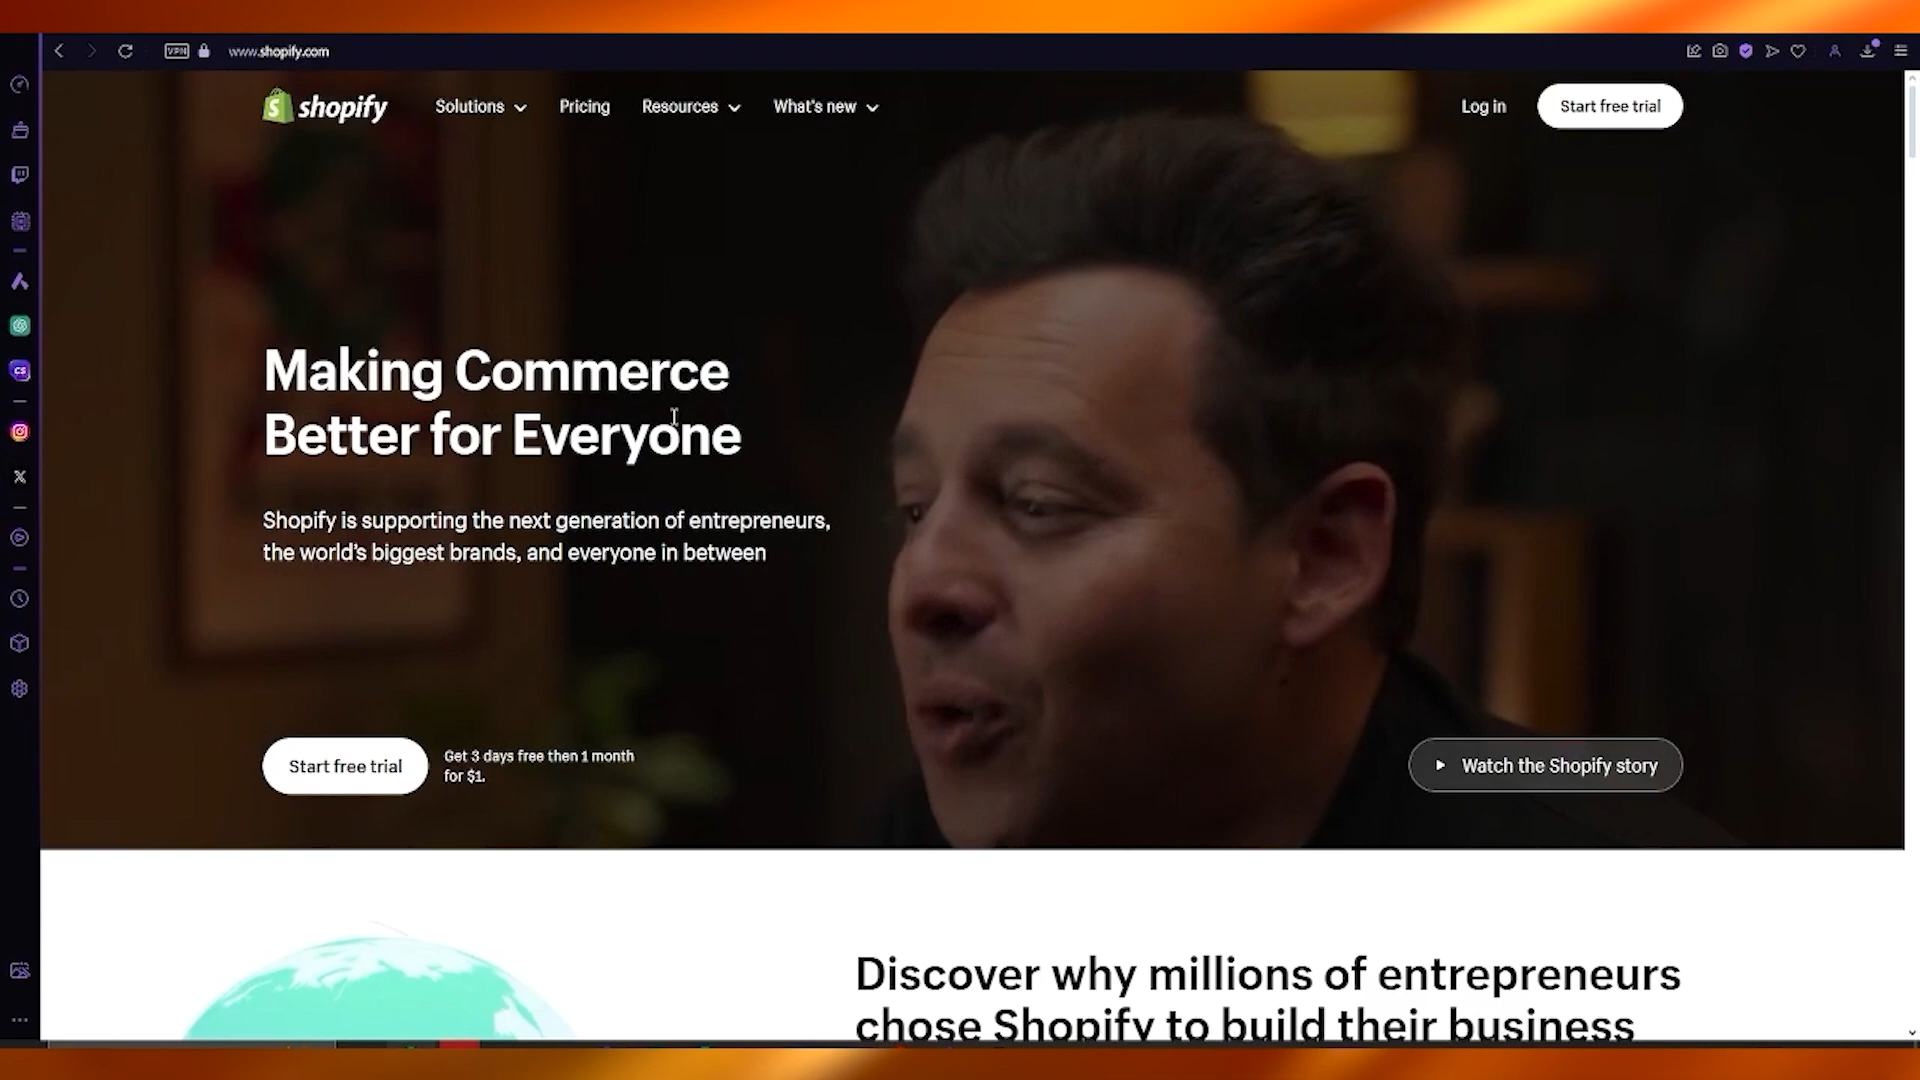 VPN
www.shopify.com
shopify
Solutions
Pricing
Resources
What's new
Log in
Start free trial
CS
Making Commerce
Better for Everyone
Shopify is supporting the next generation of entrepreneurs,
the world's biggest brands, and everyone in between
Start free trial
Get 3 days free then 1 month
for $1.
Watch the Shopify story
Discover why millions of entrepreneurs
chose Shopify to build their business